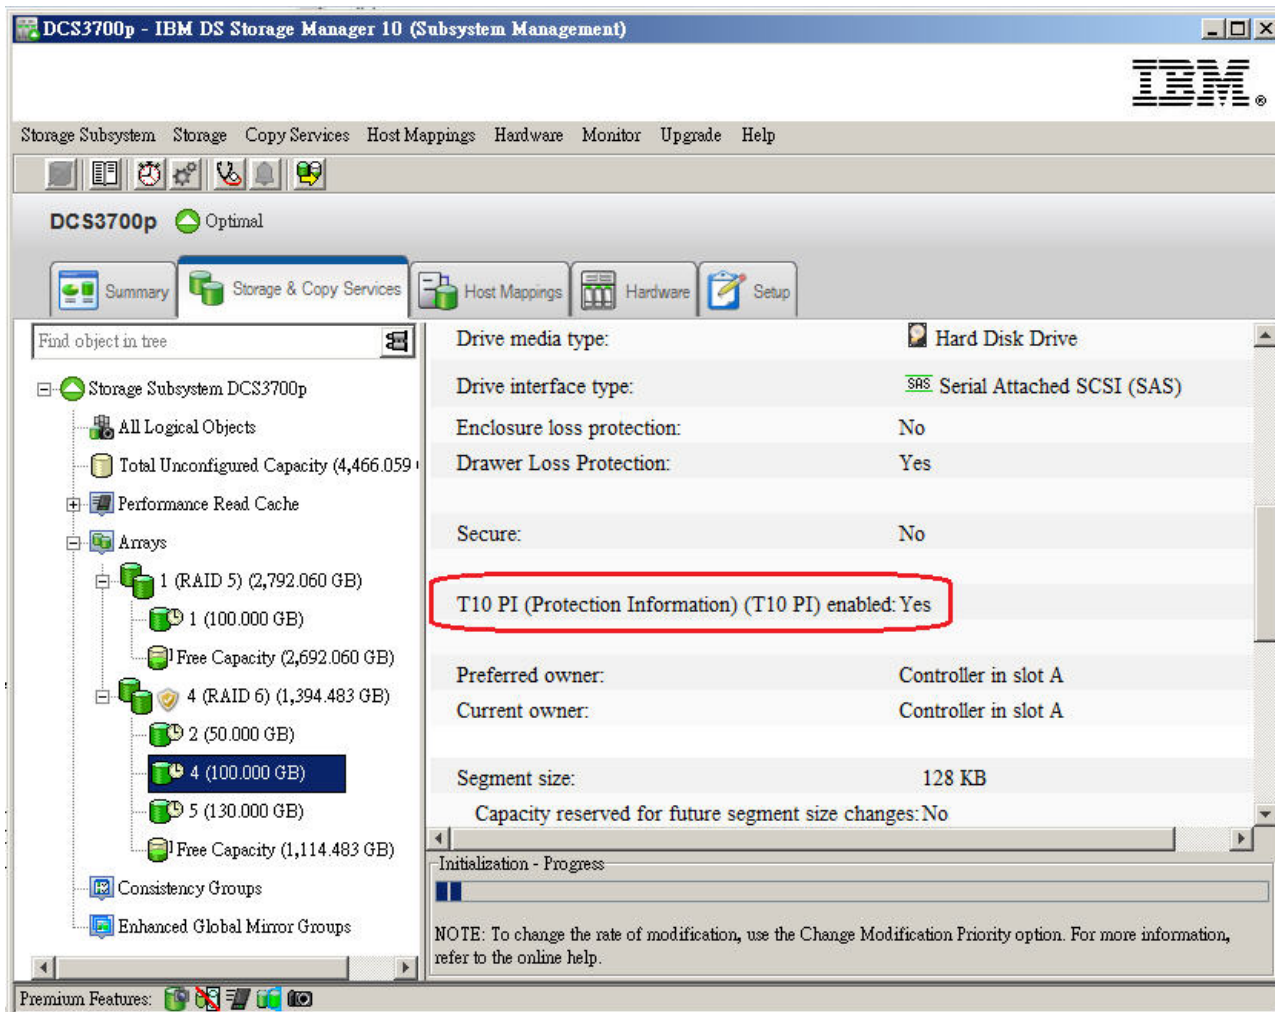 DCS3700p - IBM DS Storage Manager 10 (Subsystem Management)
IBM®
Storage Subsystem Storage Copy Services Host Mappings Hardware Monitor Upgrade Help
DCS3700p Optimal
Summary Storage & Copy Services Host Mappings Hardware Setup
Find object in tree
Storage Subsystem DCS3700p
All Logical Objects
Total Unconfigured Capacity (4,466.059
Performance Read Cache
Arrays
1 (RAID 5) (2,792.060 GB)
1 (100.000 GB)
Free Capacity (2,692.060 GB)
4 (RAID 6) (1,394.483 GB)
2 (50.000 GB)
4 (100.000 GB)
5 (130.000 GB)
Free Capacity (1,114.483 GB)
Consistency Groups
Enhanced Global Mirror Groups
Drive media type: Hard Disk Drive
Drive interface type: SAS Serial Attached SCSI (SAS)
Enclosure loss protection: No
Drawer Loss Protection: Yes
Secure: No
T10 PI (Protection Information) (T10 PI) enabled: Yes
Preferred owner: Controller in slot A
Current owner: Controller in slot A
Segment size: 128 KB
Capacity reserved for future segment size changes: No
Initialization - Progress
NOTE: To change the rate of modification, use the Change Modification Priority option. For more information,
refer to the online help.
Premium Features: